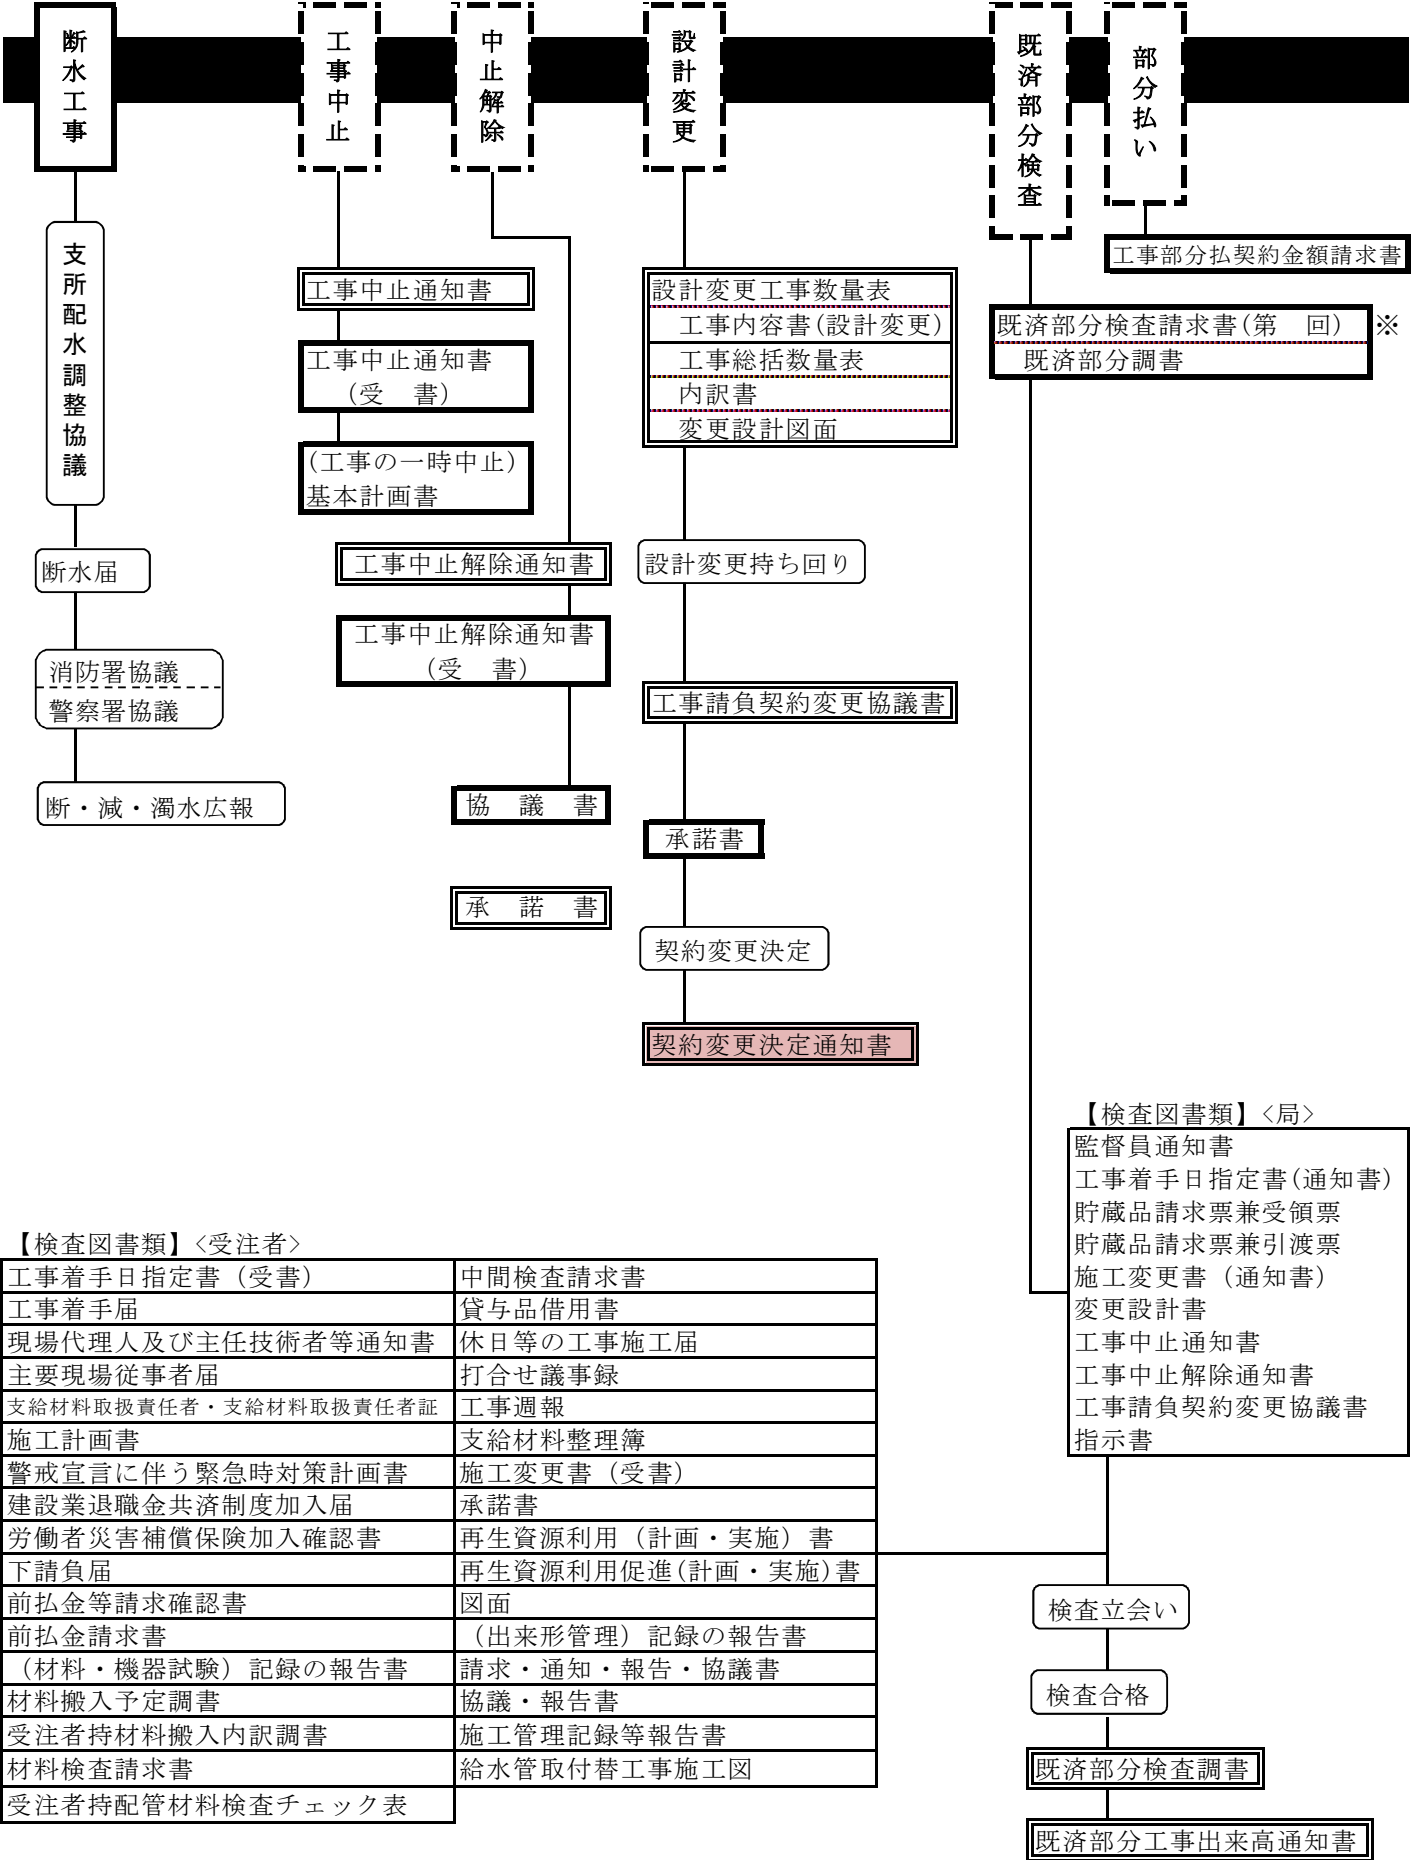 断水工事
工事中止
中止解除
設計変更
既済部分検査
部分払い
支所配水調整協議
断水届
消防署協議
警察署協議
断・減・濁水広報
工事中止通知書
工事中止通知書
（受　書）
(工事の一時中止)
基本計画書
工事中止解除通知書
工事中止解除通知書
（受　書）
協　議　書
承　諾　書
設計変更工事数量表
工事内容書(設計変更)
工事総括数量表
内訳書
変更設計図面
設計変更持ち回り
工事請負契約変更協議書
承諾書
契約変更決定
契約変更決定通知書
工事部分払契約金額請求書
既済部分検査請求書(第　回) ※
既済部分調書
【検査図書類】<局>
監督員通知書
工事着手日指定書(通知書)
貯蔵品請求票兼受領票
貯蔵品請求票兼引渡票
施工変更書（通知書）
変更設計書
工事中止通知書
工事中止解除通知書
工事請負契約変更協議書
指示書
【検査図書類】<受注者>
工事着手日指定書（受書）
工事着手届
現場代理人及び主任技術者等通知書
主要現場従事者届
支給材料取扱責任者・支給材料取扱責任者証
施工計画書
警戒宣言に伴う緊急時対策計画書
建設業退職金共済制度加入届
労働者災害補償保険加入確認書
下請負届
前払金等請求確認書
前払金請求書
（材料・機器試験）記録の報告書
材料搬入予定調書
受注者持材料搬入内訳調書
材料検査請求書
受注者持配管材料検査チェック表
中間検査請求書
貸与品借用書
休日等の工事施工届
打合せ議事録
工事週報
支給材料整理簿
施工変更書（受書）
承諾書
再生資源利用（計画・実施）書
再生資源利用促進(計画・実施)書
図面
（出来形管理）記録の報告書
請求・通知・報告・協議書
協議・報告書
施工管理記録等報告書
給水管取付替工事施工図
検査立会い
検査合格
既済部分検査調書
既済部分工事出来高通知書